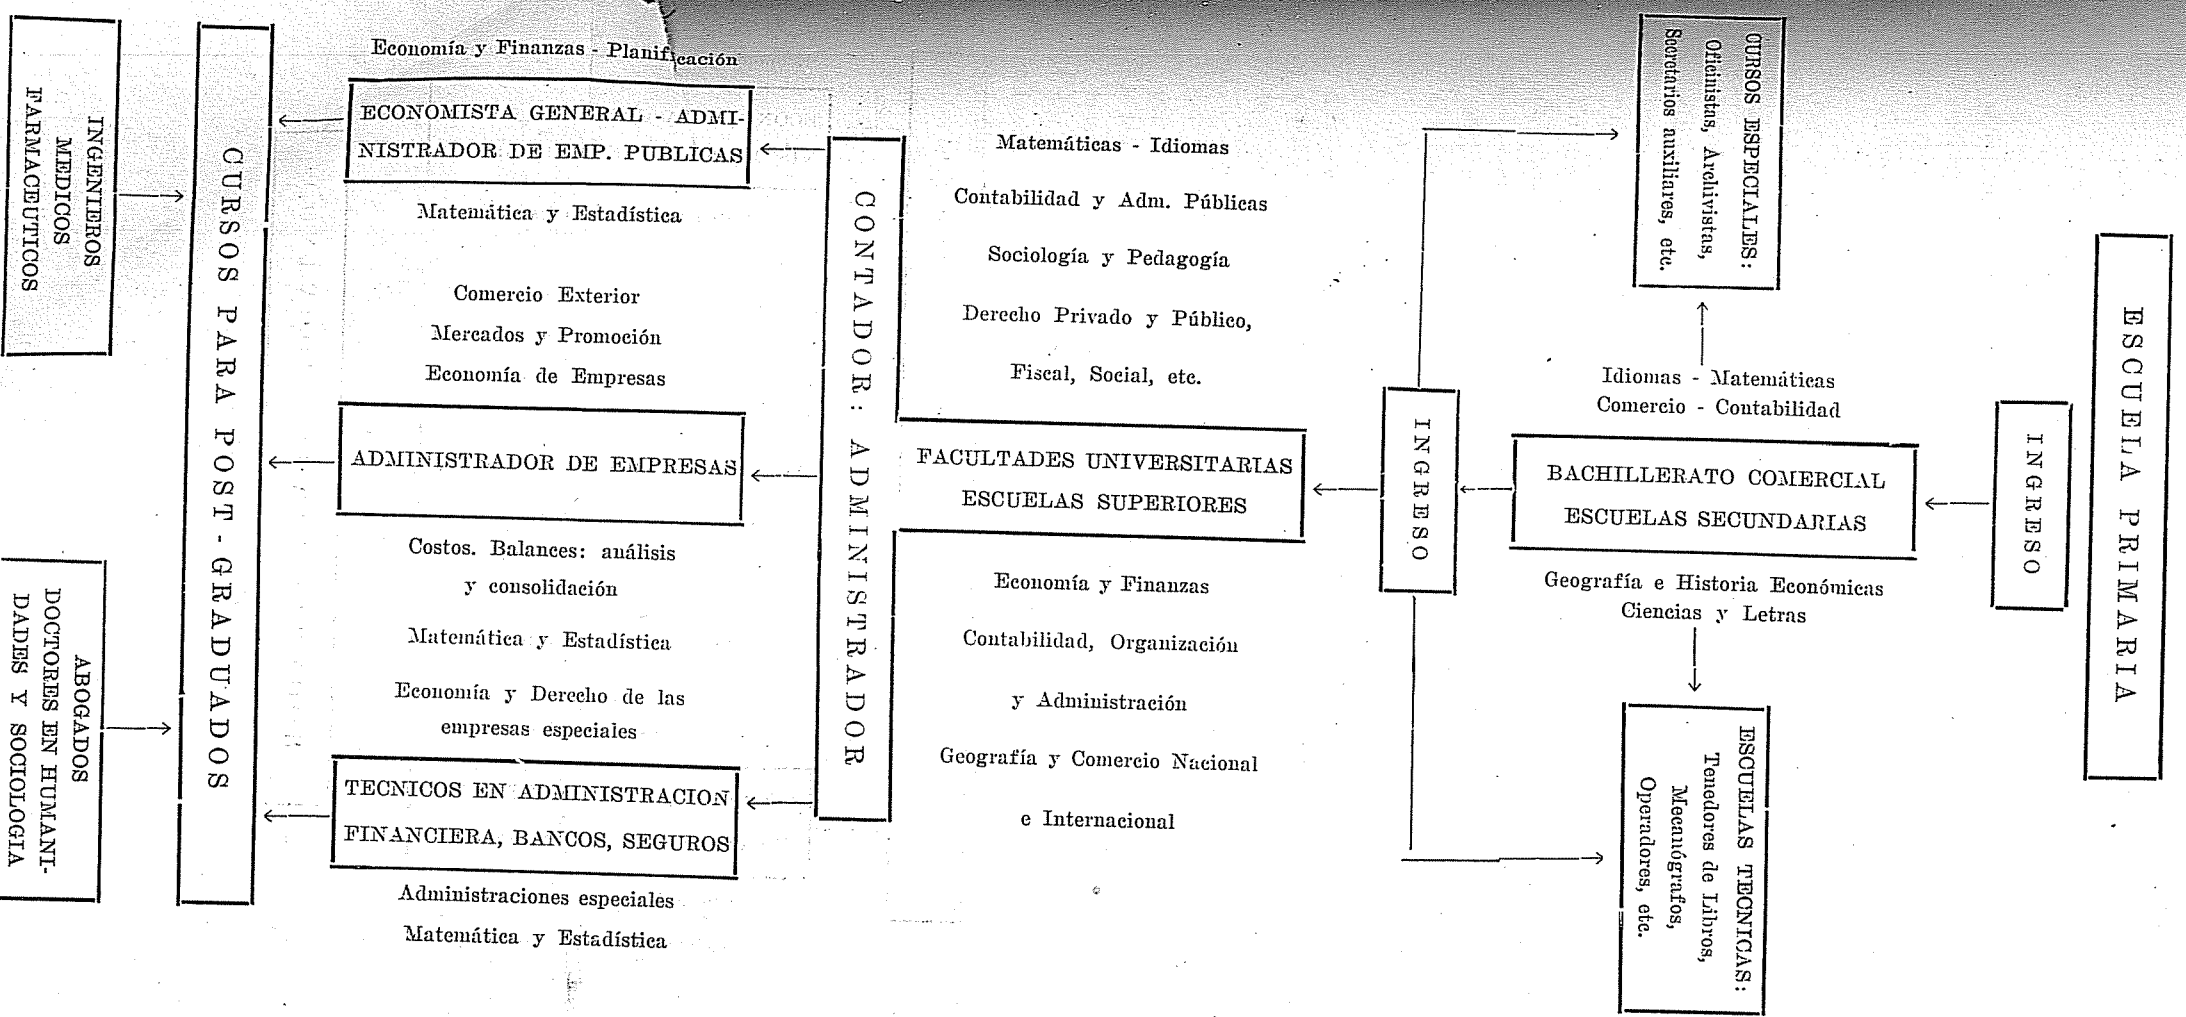 INGENIEROS
MEDICOS
FARMACEUTICOS
ABOGADOS
DOCTORES EN HUMANI-
DADES Y SOCIOLOGIA
CURSOS PARA POST-GRADUADOS
Economía y Finanzas - Planificación
ECONOMISTA GENERAL - ADMI-
NISTRADOR DE EMP. PUBLICAS
Matemática y Estadística
Comercio Exterior
Mercados y Promoción
Economía de Empresas
ADMINISTRADOR DE EMPRESAS
Costos. Balances: análisis
y consolidación
Matemática y Estadística
Economía y Derecho de las
empresas especiales
TECNICOS EN ADMINISTRACION
FINANCIERA, BANCOS, SEGUROS
Administraciones especiales
Matemática y Estadística
CONTADOR: ADMINISTRADOR
Matemáticas - Idiomas
Contabilidad y Adm. Públicas
Sociología y Pedagogía
Derecho Privado y Público,
Fiscal, Social, etc.
FACULTADES UNIVERSITARIAS
ESCUELAS SUPERIORES
Economía y Finanzas
Contabilidad, Organización
y Administración
Geografía y Comercio Nacional
e Internacional
INGRESO
CURSOS ESPECIALES:
Oficinistas, Archivistas,
Secretarios auxiliares, etc.
Idiomas - Matemáticas
Comercio - Contabilidad
BACHILLERATO COMERCIAL
ESCUELAS SECUNDARIAS
Geografía e Historia Económicas
Ciencias y Letras
ESCUELAS TECNICAS:
Tenedores de Libros,
Mecanógrafos,
Operadores, etc.
INGRESO
ESCUELA PRIMARIA